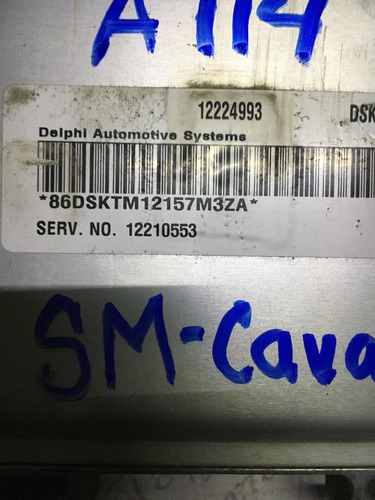 A 114
12224993 DSK
Delphi Automotive Systems
*86DSKTM12157M3ZA*
SERV. NO. 12210553
SM-Cava